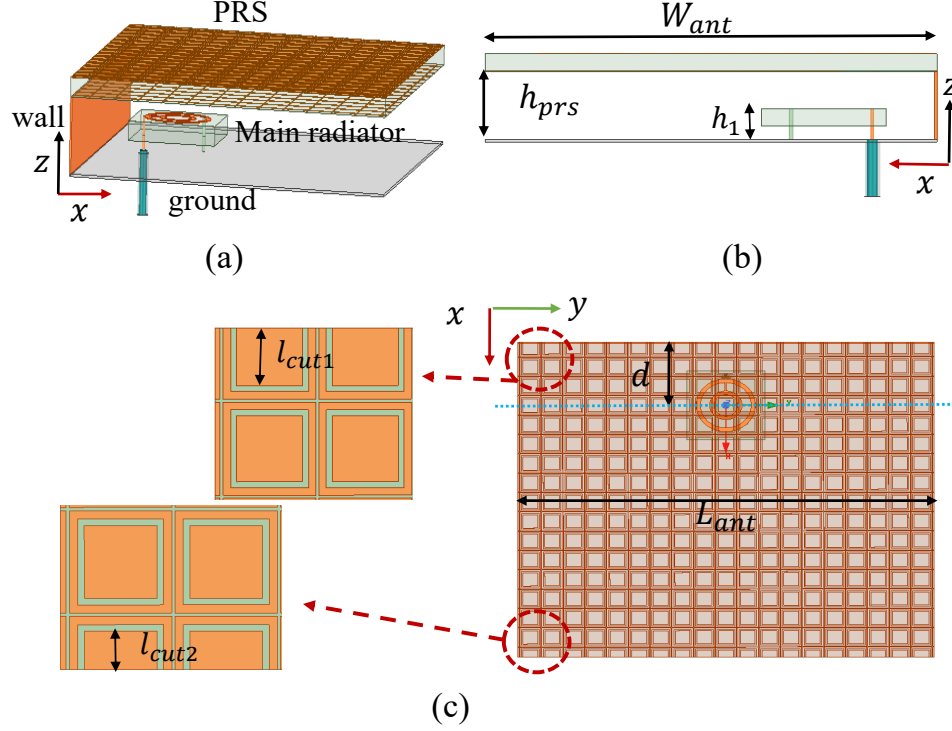 PRS
wall
Main radiator
z
x
ground
(a)
W_ant
h_prs
h_1
z
x
(b)
x
y
l_cut1
d
L_ant
l_cut2
(c)